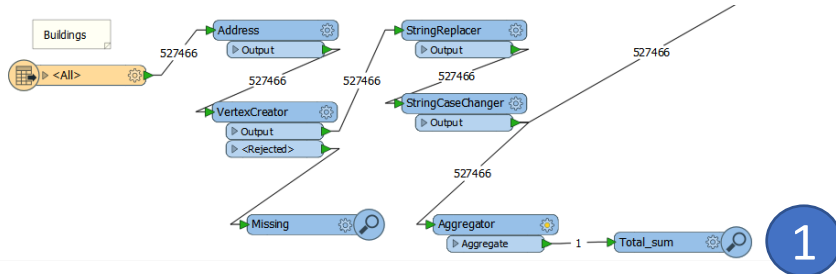 Buildings
<All>
527466
Address
Output
527466
VertexCreator
Output
<Rejected>
527466
Missing
StringReplacer
Output
527466
StringCaseChanger
Output
527466
527466
Aggregator
Aggregate
1
Total_sum
1